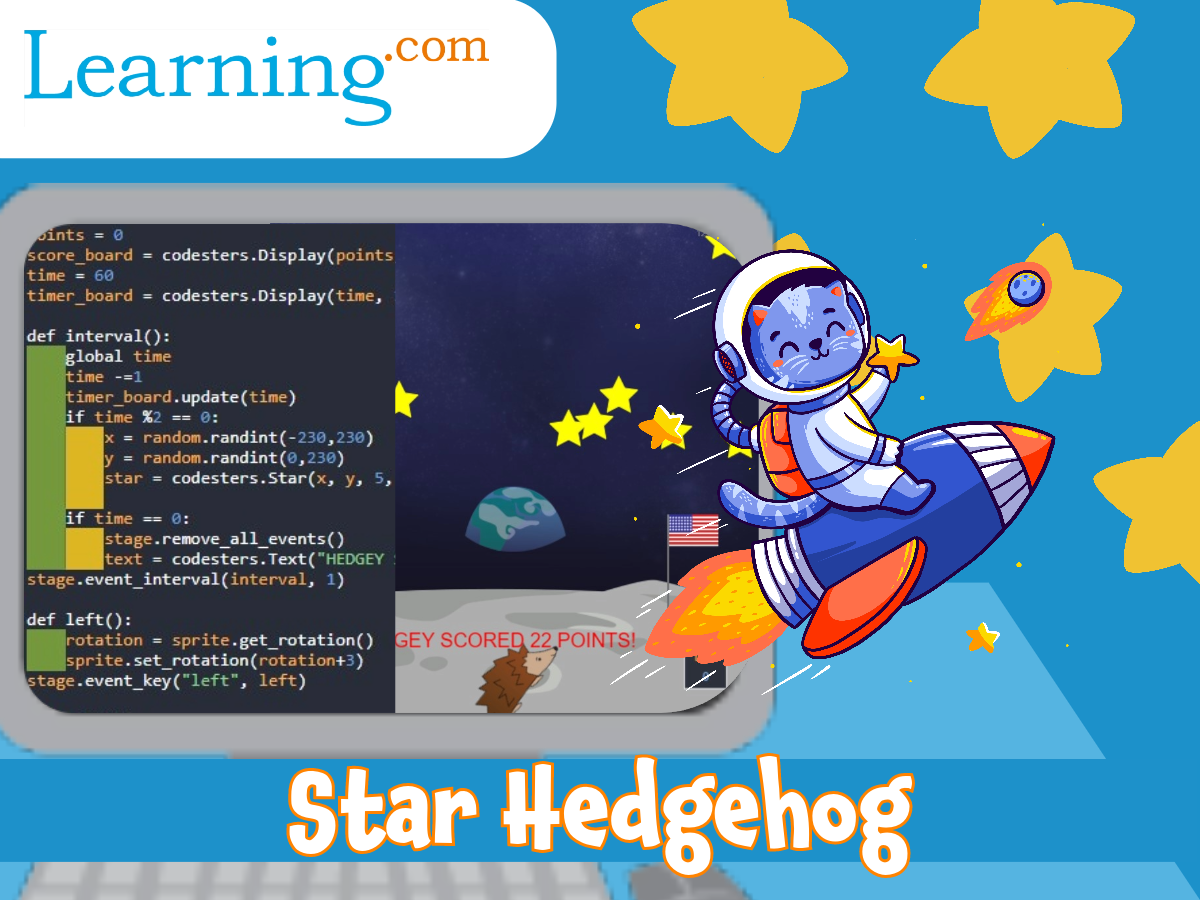 Learning.com
points = 0
score_board = codesters.Display(points
time = 60
timer_board = codesters.Display(time,
def interval():
global time
time -=1
timer_board.update(time)
if time %2 == 0:
x = random.randint(-230,230)
y = random.randint(0,230)
star = codesters.Star(x, y, 5,
if time == 0:
stage.remove_all_events()
text = codesters.Text("HEDGEY
stage.event_interval(interval, 1)
def left():
rotation = sprite.get_rotation()
sprite.set_rotation(rotation+3)
stage.event_key("left", left)
GEY SCORED 22 POINTS!
0
Star Hedgehog